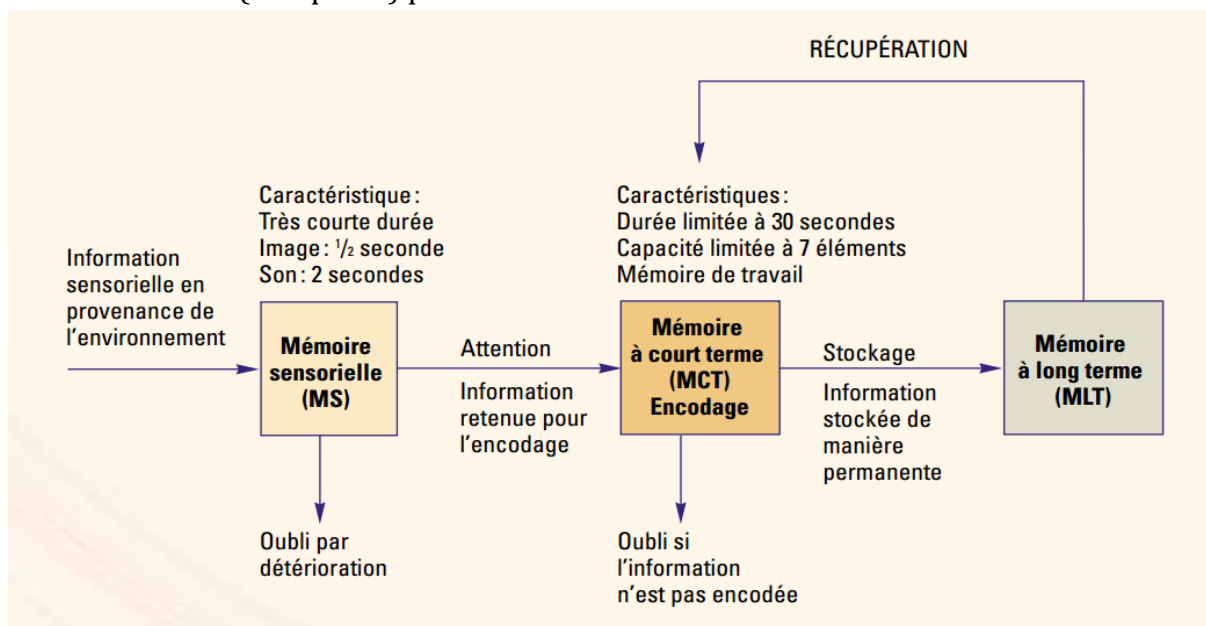 RÉCUPÉRATION
Caractéristique :
Très courte durée
Image : ½ seconde
Son : 2 secondes
Caractéristiques :
Durée limitée à 30 secondes
Capacité limitée à 7 éléments
Mémoire de travail
Information
sensorielle en
provenance de
l'environnement
Mémoire
sensorielle
(MS)
Attention
Information
retenue pour
l'encodage
Mémoire
à court terme
(MCT)
Encodage
Stockage
Information
stockée de
manière
permanente
Mémoire
à long terme
(MLT)
Oubli par
détérioration
Oubli si
l'information
n'est pas encodée